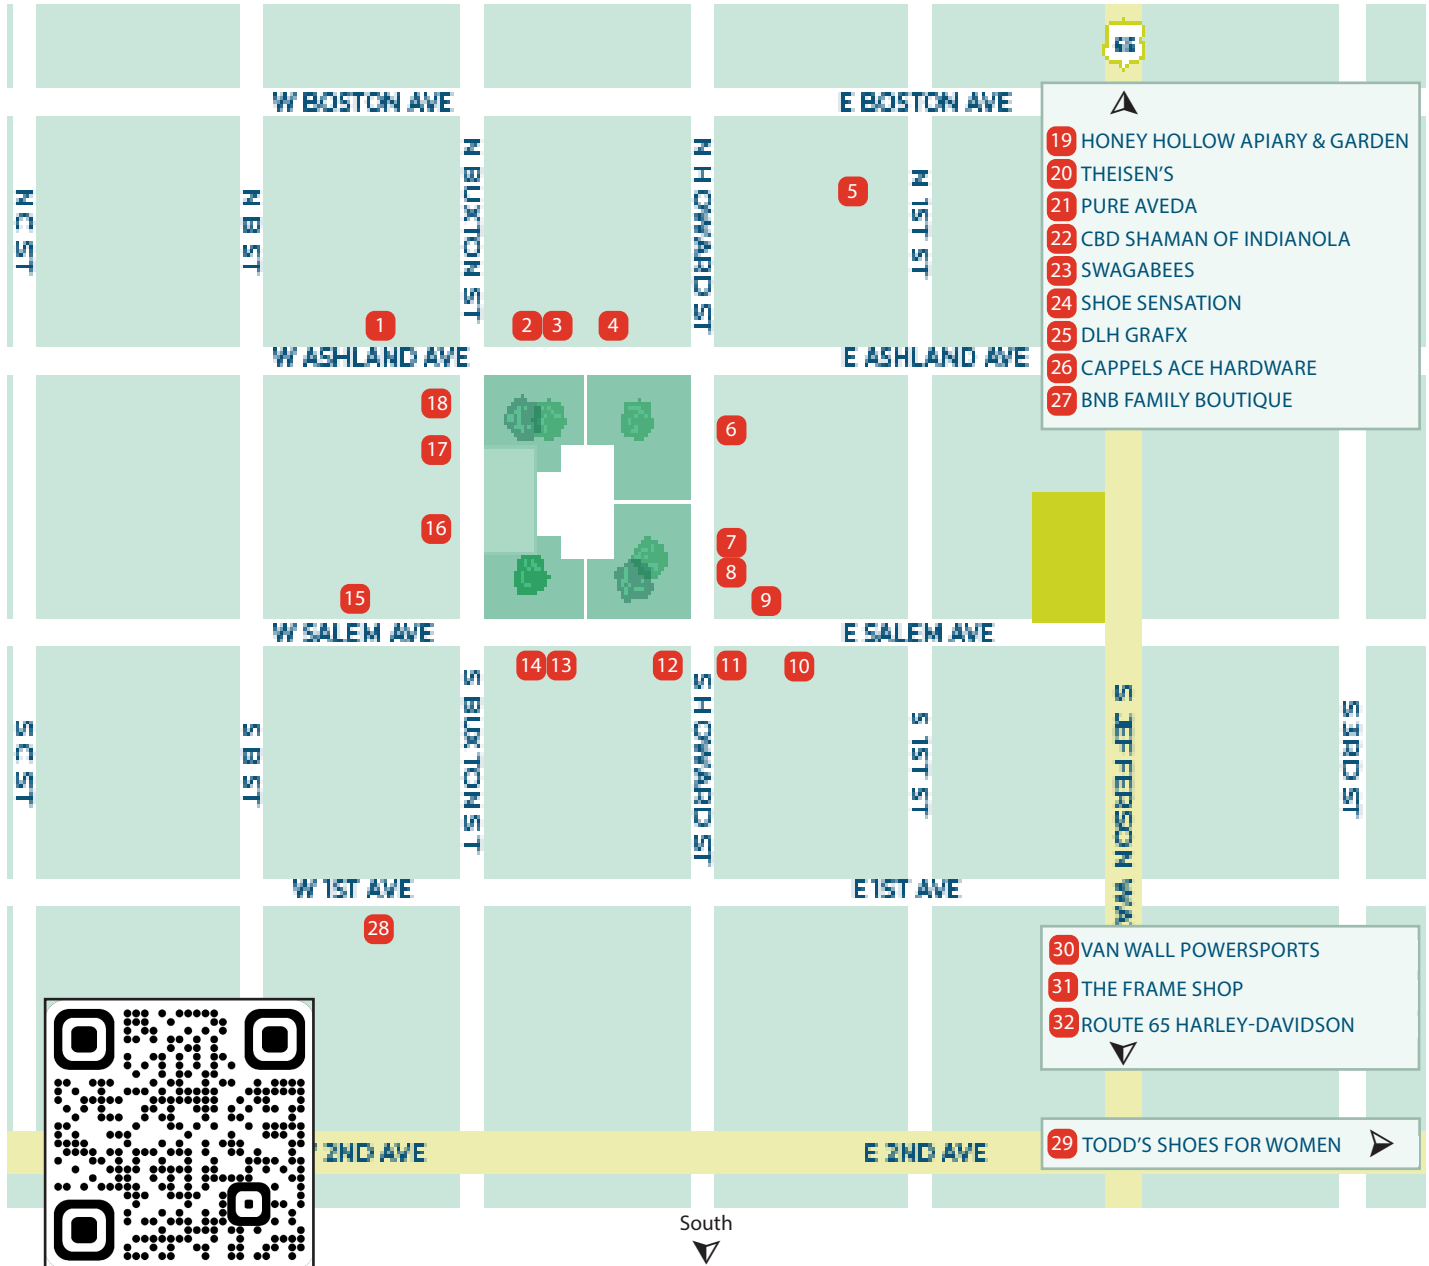 65
W BOSTON AVE
E BOSTON AVE
19 HONEY HOLLOW APIARY & GARDEN
20 THEISEN'S
21 PURE AVEDA
22 CBD SHAMAN OF INDIANOLA
23 SWAGABEES
24 SHOE SENSATION
25 DLH GRAFX
26 CAPPELS ACE HARDWARE
27 BNB FAMILY BOUTIQUE
N C ST
N B ST
N BUXTON ST
N HOWARD ST
N 1ST ST
5
1
2
3
4
W ASHLAND AVE
E ASHLAND AVE
18
17
16
15
6
7
8
9
W SALEM AVE
E SALEM AVE
14
13
12
11
10
S C ST
S B ST
S BUXTON ST
S HOWARD ST
S 1ST ST
S JEFFERSON WA
S 3RD ST
W 1ST AVE
E 1ST AVE
28
30 VAN WALL POWERSPORTS
31 THE FRAME SHOP
32 ROUTE 65 HARLEY-DAVIDSON
2ND AVE
E 2ND AVE
29 TODD'S SHOES FOR WOMEN
South